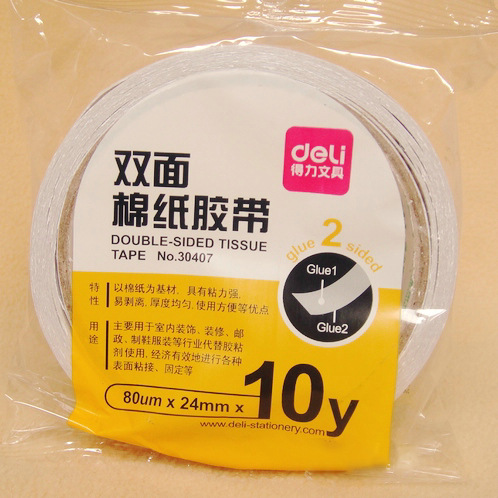 deli
得力文具
双面
棉纸胶带
DOUBLE-SIDED TISSUE
TAPE No.30407
glue 2 sided
Glue1
Glue2
特性
以棉纸为基材，具有粘力强，
易剥离，厚度均匀，使用方便等优点
用途
主要用于室内装饰、装修、邮
政、制鞋服装等行业代替胶粘
剂使用，经济有效地进行各种
表面粘接、固定等
80um x 24mm x 10y
www.deli-stationery.com